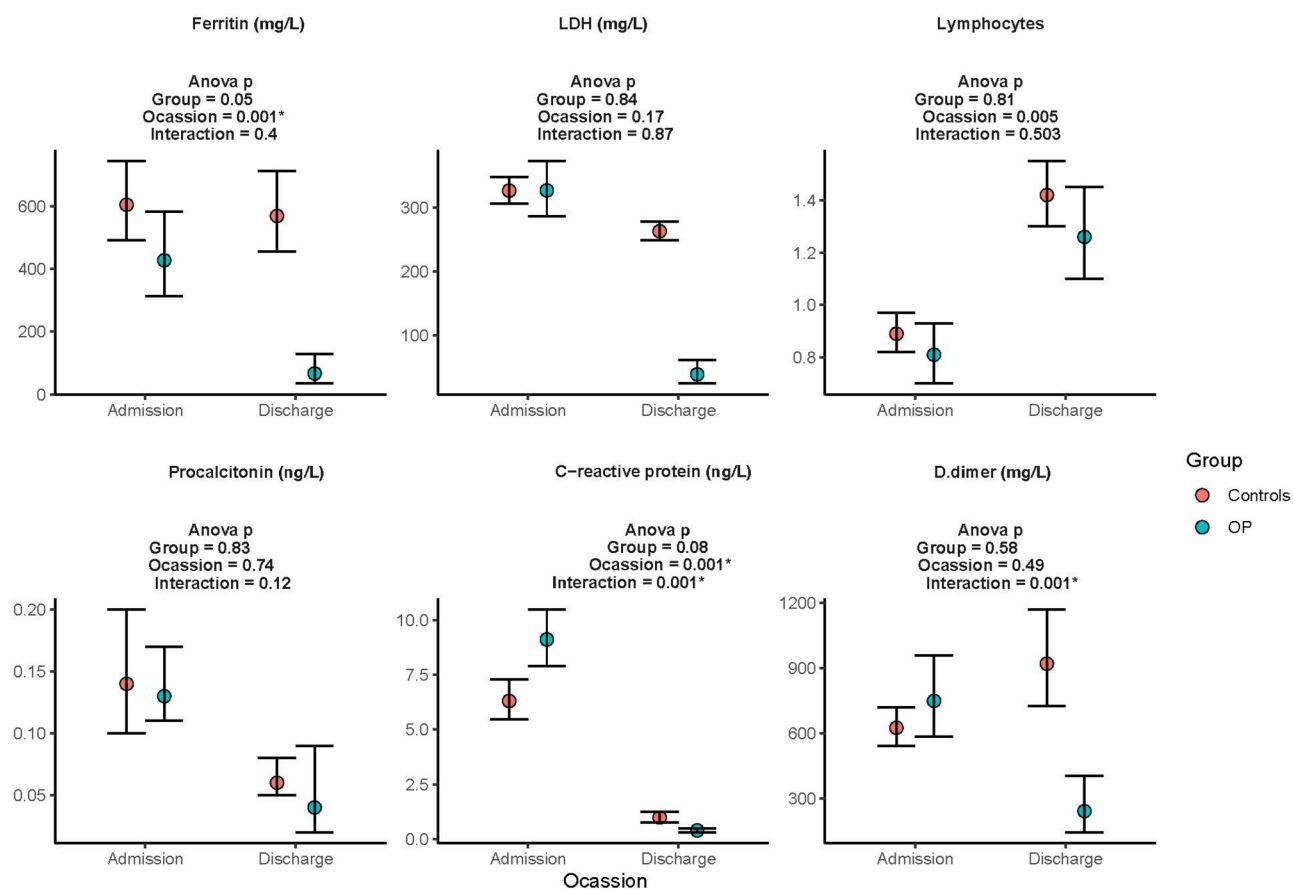 Ferritin (mg/L)
Anova p
Group = 0.05
Ocassion = 0.001*
Interaction = 0.4
600
400
200
0
Admission
Discharge
LDH (mg/L)
Anova p
Group = 0.84
Ocassion = 0.17
Interaction = 0.87
300
200
100
Admission
Discharge
Lymphocytes
Anova p
Group = 0.81
Ocassion = 0.005
Interaction = 0.503
1.4
1.2
1.0
0.8
Admission
Discharge
Procalcitonin (ng/L)
Anova p
Group = 0.83
Ocassion = 0.74
Interaction = 0.12
0.20
0.15
0.10
0.05
Admission
Discharge
C−reactive protein (ng/L)
Anova p
Group = 0.08
Ocassion = 0.001*
Interaction = 0.001*
10.0
7.5
5.0
2.5
0.0
Admission
Discharge
D.dimer (mg/L)
Anova p
Group = 0.58
Ocassion = 0.49
Interaction = 0.001*
1200
900
600
300
Admission
Discharge
Ocassion
Group
Controls
OP